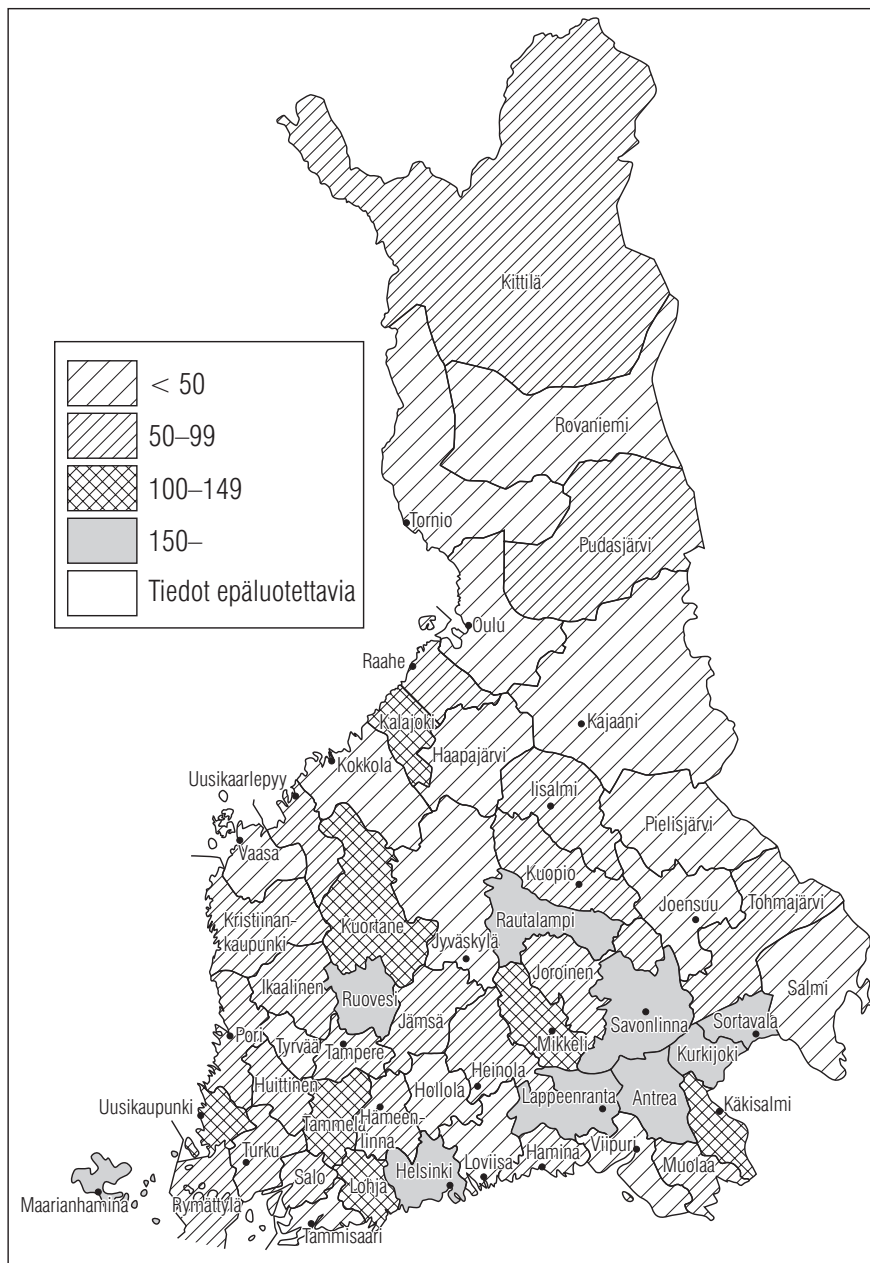 Kittilä
< 50
50–99
Rovaniemi
100–149
Tornio
150–
Pudasjärvi
Tiedot epäluotettavia
Oulu
Raahe
Kalajoki
Kajaani
Haapajärvi
Kokkola
Uusikaarlepyy
Iisalmi
Pielisjärvi
Vaasa
Kuopio
Joensuu
Tohmajärvi
Rautalampi
Kristiinan-
kaupunki
Kuortane
Jyväskylä
Joroinen
Ikaalinen
Ruovesi
Salmi
Jämsä
Savonlinna
Sortavala
Pori
Tyrvää
Tampere
Mikkeli
Kurkijoki
Huittinen
Heinola
Hollola
Lappeenranta
Antrea
Käkisalmi
Uusikaupunki
Tammela
Hämeen-
linna
Turku
Loviisa
Hamina
Viipuri
Muolaa
Salo
Lohja
Helsinki
Maarianhamina
Rymättylä
Tammisaari